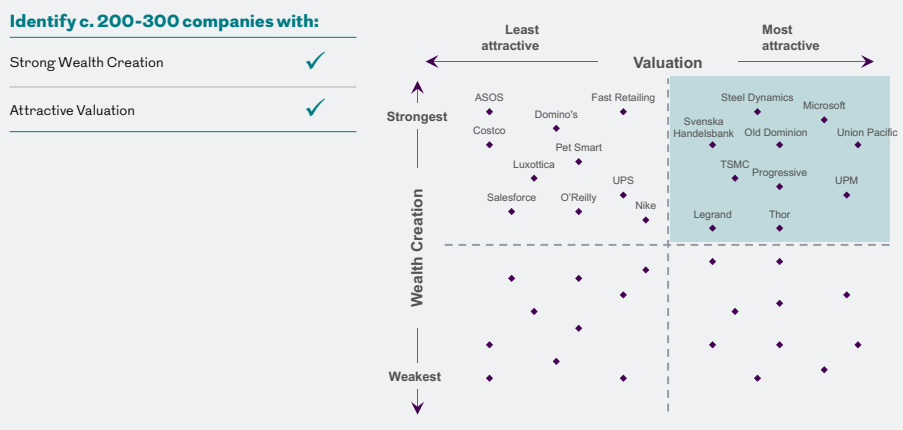 Identify c. 200-300 companies with:
Strong Wealth Creation
Attractive Valuation
Least
attractive
Most
attractive
Valuation
Strongest
Wealth Creation
Weakest
ASOS
Domino's
Fast Retailing
Costco
Pet Smart
Luxottica
UPS
Salesforce
O'Reilly
Nike
Steel Dynamics
Microsoft
Svenska
Handelsbank
Old Dominion
Union Pacific
TSMC
Progressive
UPM
Legrand
Thor